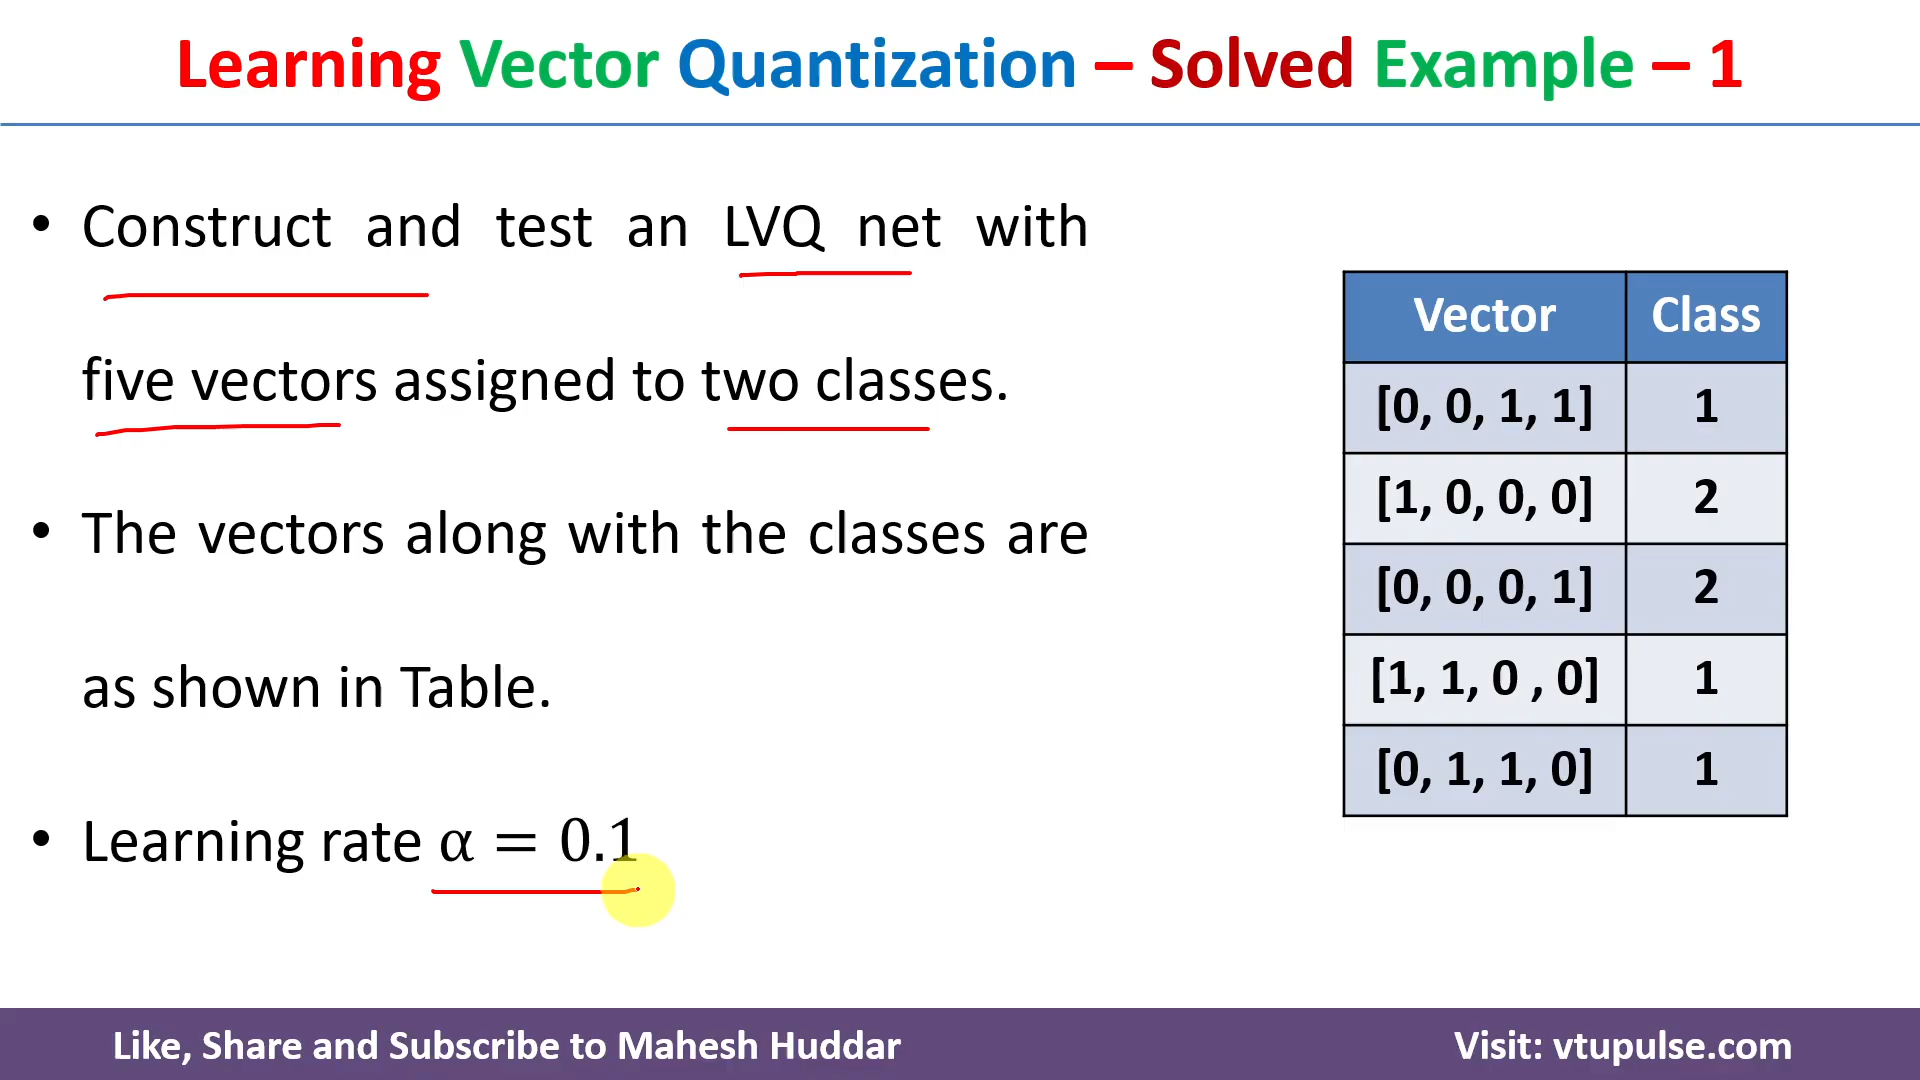 Learning Vector Quantization – Solved Example – 1
• Construct and test an LVQ net with
five vectors assigned to two classes.
• The vectors along with the classes are
as shown in Table.
• Learning rate α = 0.1
Vector Class
[0, 0, 1, 1] 1
[1, 0, 0, 0] 2
[0, 0, 0, 1] 2
[1, 1, 0 , 0] 1
[0, 1, 1, 0] 1
Like, Share and Subscribe to Mahesh Huddar
Visit: vtupulse.com